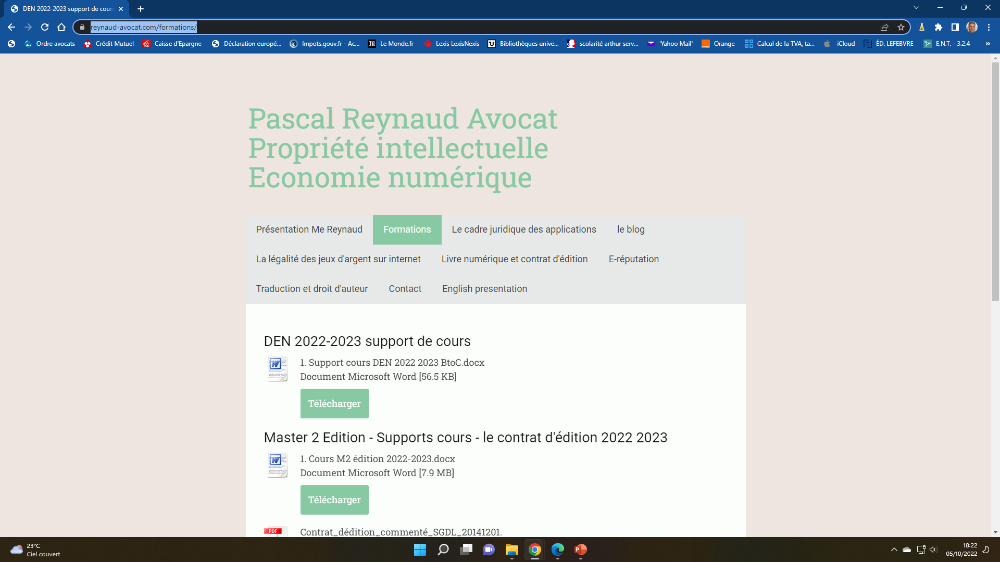 DEN 2022-2023 support de cour
reynaud-avocat.com/formations/
Ordre avocats
Crédit Mutuel
Caisse d'Epargne
Déclaration europé...
Impots.gouv.fr - Ac...
Le Monde.fr
Lexis LexisNexis
Bibliothèques unive...
scolarité arthur serv...
'Yahoo Mail'
Orange
Calcul de la TVA, ta...
iCloud
ÉD. LEFEBVRE
E.N.T. - 3.2.4
»
Pascal Reynaud Avocat
Propriété intellectuelle
Economie numérique
Présentation Me Reynaud
Formations
Le cadre juridique des applications
le blog
La légalité des jeux d'argent sur internet
Livre numérique et contrat d'édition
E-réputation
Traduction et droit d'auteur
Contact
English presentation
DEN 2022-2023 support de cours
1. Support cours DEN 2022 2023 BtoC.docx
Document Microsoft Word [56.5 KB]
Télécharger
Master 2 Edition - Supports cours - le contrat d'édition 2022 2023
1. Cours M2 édition 2022-2023.docx
Document Microsoft Word [7.9 MB]
Télécharger
PDF
Contrat_dédition_commenté_SGDL_20141201.
23°C
Ciel couvert
18:22
05/10/2022